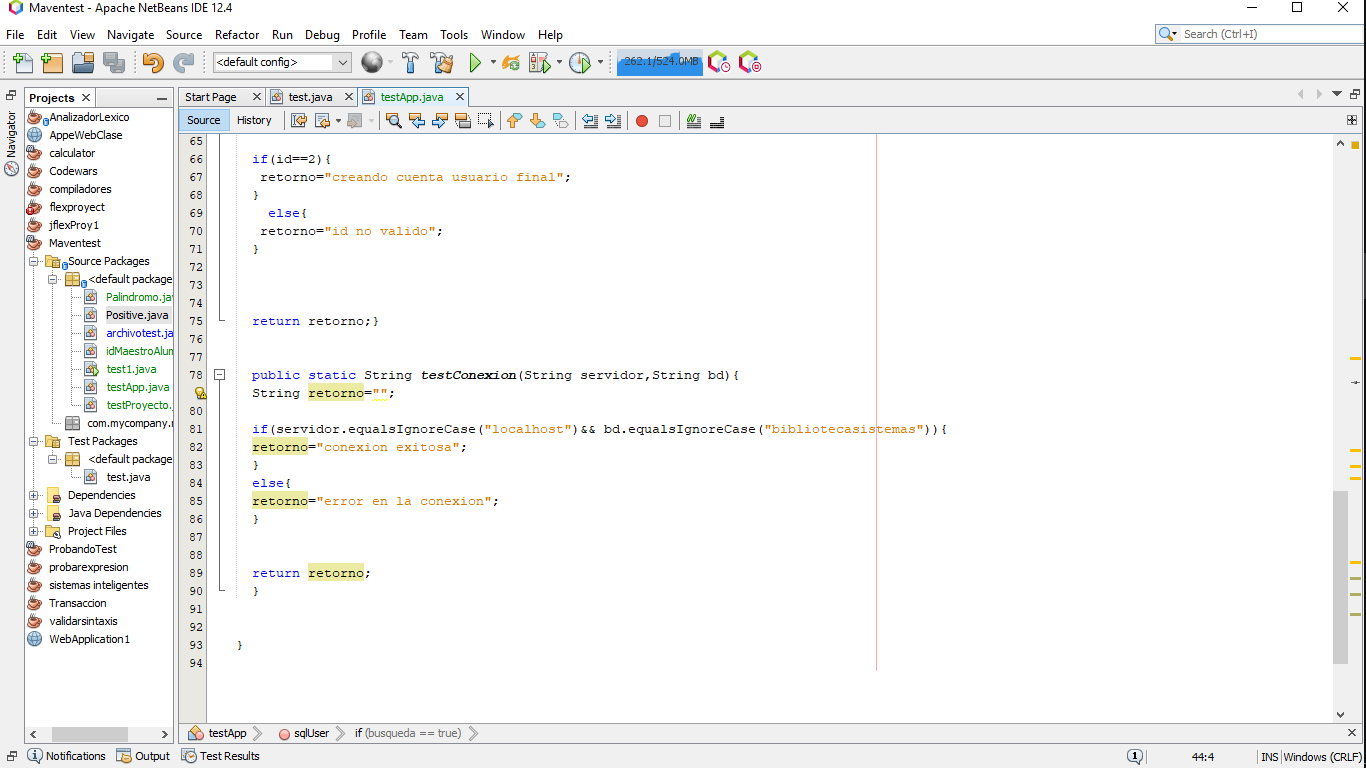 Maventest - Apache NetBeans IDE 12.4
File Edit View Navigate Source Refactor Run Debug Profile Team Tools Window Help
Search (Ctrl+I)
<default config>
262.1/524.0MB
Projects
Start Page test.java testApp.java
Source History
Navigator
AnalizadorLexico
AppeWebClase
calculator
Codewars
compiladores
flexproyect
jflexProy1
Maventest
Source Packages
<default package
Palindromo.jav
Positive.java
archivotest.ja
idMaestroAlum
test1.java
testApp.java
testProyecto.
com.mycompany.
Test Packages
<default package
test.java
Dependencies
Java Dependencies
Project Files
ProbandoTest
probarexpresion
sistemas inteligentes
Transaccion
validarsintaxis
WebApplication1
65
66 if(id==2){
67 retorno="creando cuenta usuario final";
68 }
69 else{
70 retorno="id no valido";
71 }
72
73
74
75 return retorno;}
76
77
78 public static String testConexion(String servidor,String bd){
String retorno="";
80
81 if(servidor.equalsIgnoreCase("localhost")&& bd.equalsIgnoreCase("bibliotecasistemas")){
82 retorno="conexion exitosa";
83 }
84 else{
85 retorno="error en la conexion";
86 }
87
88
89 return retorno;
90 }
91
92
93 }
94
testApp sqlUser if (busqueda == true)
Notifications Output Test Results
1 44:4 INS Windows (CRLF)